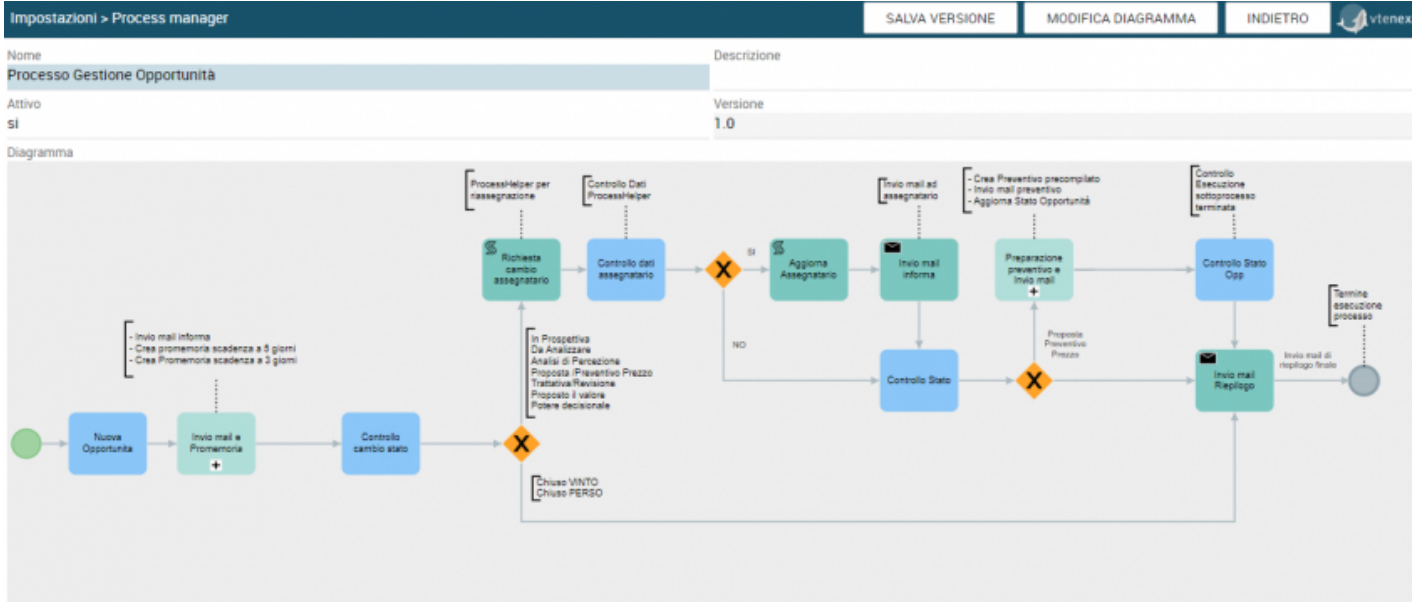 Impostazioni > Process manager
SALVA VERSIONE
MODIFICA DIAGRAMMA
INDIETRO
vtenext
Nome
Descrizione
Processo Gestione Opportunità
Attivo
Versione
si
1.0
Diagramma
ProcessHelper per
riassegnazione
Controllo Dati
ProcessHelper
Invio mail ad
assegnatario
- Crea Preventivo precompilato
- Invio mail preventivo
- Aggiorna Stato Opportunità
Controllo
Esecuzione
sottoprocesso
terminata
Richiesta
cambio
assegnatario
Controllo dati
assegnatario
SI
Aggiorna
Assegnatario
Invio mail
informa
Preparazione
preventivo e
Invio mail
Controllo Stato
Opp
Termine
esecuzione
processo
- Invio mail informa
- Crea promemoria scadenza a 5 giorni
- Crea Promemoria scadenza a 3 giorni
In Prospettiva
Da Analizzare
Analisi di Percezione
Proposta /Preventivo Prezzo
Trattativa/Revisione
Proposto il valore
Potere decisionale
NO
Controllo Stato
Proposta
Preventivo
Prezzo
Invio mail
Riepilogo
Invio mail di
riepilogo finale
Nuova
Opportunita
Invio mail e
Promemoria
Controllo
cambio stato
Chiuso VINTO
Chiuso PERSO